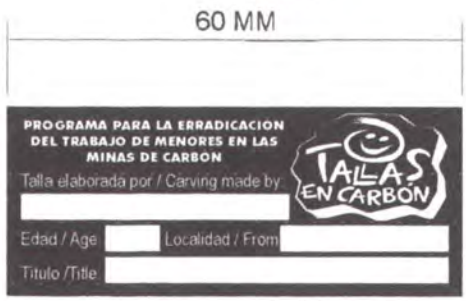 60 MM
PROGRAMA PARA LA ERRADICACION
DEL TRABAJO DE MENORES EN LAS
MINAS DE CARBON
TALLAS
EN CARBÓN
Talla elaborada por / Carving made by:
Edad / Age
Localidad / From
Titulo /Title